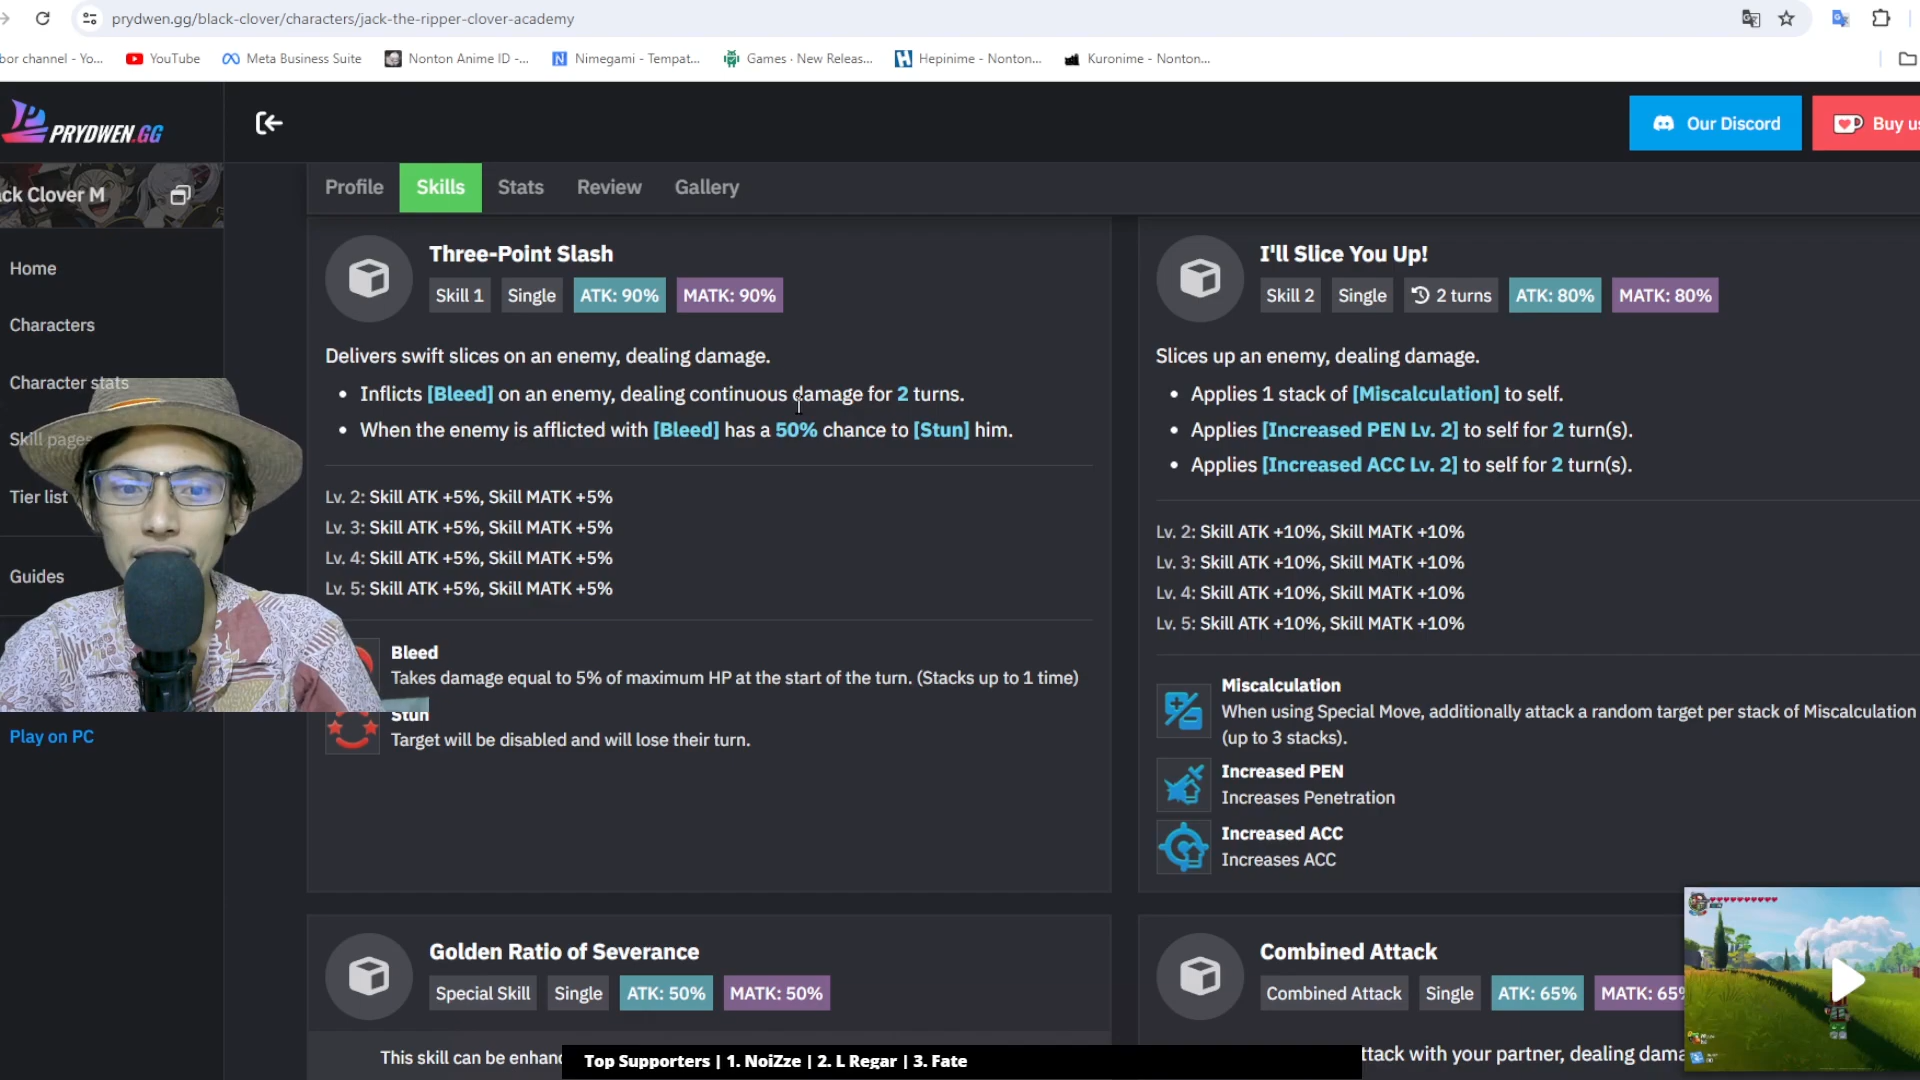 prydwen.gg/black-clover/characters/jack-the-ripper-clover-academy
bor channel - Yo...
YouTube
Meta Business Suite
Nonton Anime ID -...
Nimegami - Tempat...
Games · New Releas...
Hepinime - Nonton...
Kuronime - Nonton...
PRYDWEN.GG
Our Discord
Buy us
ck Clover M
Profile
Skills
Stats
Review
Gallery
Home
Characters
Character stats
Skill pages
Tier list
Guides
Play on PC
Three-Point Slash
Skill 1 Single ATK: 90% MATK: 90%
Delivers swift slices on an enemy, dealing damage.
• Inflicts [Bleed] on an enemy, dealing continuous damage for 2 turns.
• When the enemy is afflicted with [Bleed] has a 50% chance to [Stun] him.
Lv. 2: Skill ATK +5%, Skill MATK +5%
Lv. 3: Skill ATK +5%, Skill MATK +5%
Lv. 4: Skill ATK +5%, Skill MATK +5%
Lv. 5: Skill ATK +5%, Skill MATK +5%
Bleed
Takes damage equal to 5% of maximum HP at the start of the turn. (Stacks up to 1 time)
Stun
Target will be disabled and will lose their turn.
I'll Slice You Up!
Skill 2 Single 2 turns ATK: 80% MATK: 80%
Slices up an enemy, dealing damage.
• Applies 1 stack of [Miscalculation] to self.
• Applies [Increased PEN Lv. 2] to self for 2 turn(s).
• Applies [Increased ACC Lv. 2] to self for 2 turn(s).
Lv. 2: Skill ATK +10%, Skill MATK +10%
Lv. 3: Skill ATK +10%, Skill MATK +10%
Lv. 4: Skill ATK +10%, Skill MATK +10%
Lv. 5: Skill ATK +10%, Skill MATK +10%
Miscalculation
When using Special Move, additionally attack a random target per stack of Miscalculation
(up to 3 stacks).
Increased PEN
Increases Penetration
Increased ACC
Increases ACC
Golden Ratio of Severance
Special Skill Single ATK: 50% MATK: 50%
This skill can be enhanc
Combined Attack
Combined Attack Single ATK: 65% MATK: 65%
ttack with your partner, dealing dama
Top Supporters | 1. NoiZze | 2. L Regar | 3. Fate